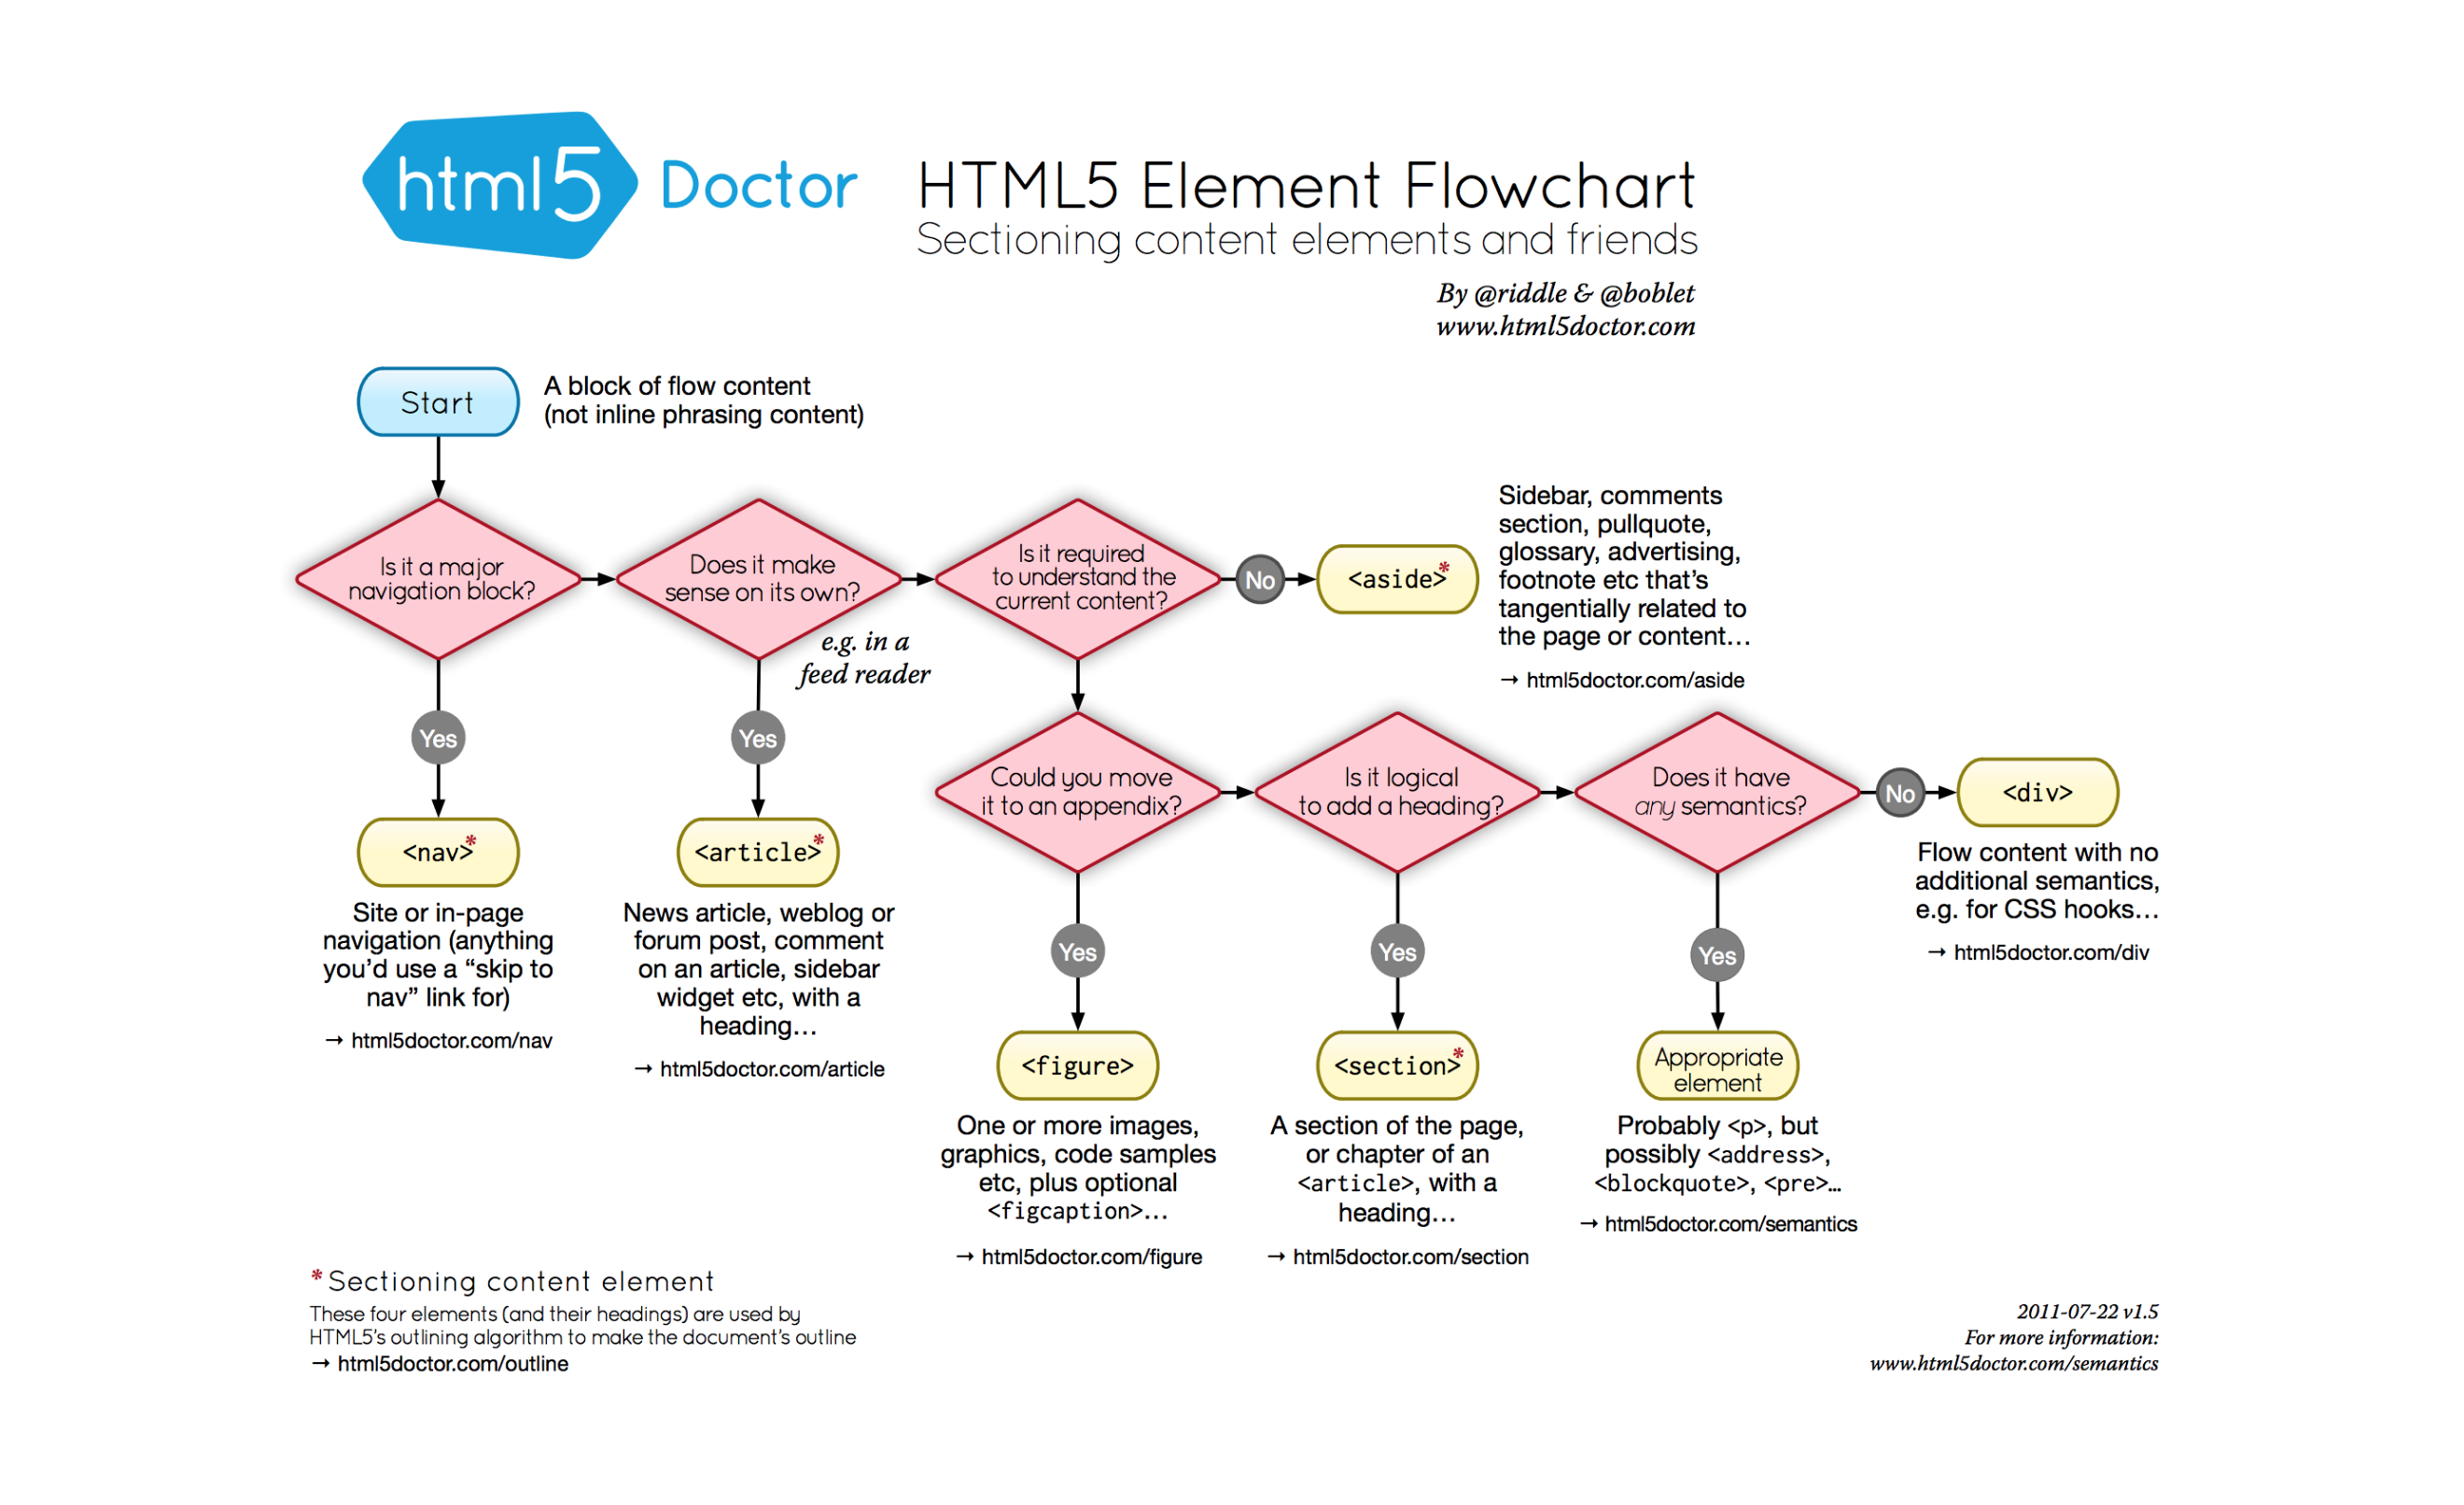 html5 Doctor
HTML5 Element Flowchart
Sectioning content elements and friends
By @riddle & @boblet
www.html5doctor.com
Start
A block of flow content
(not inline phrasing content)
Is it a major
navigation block?
Does it make
sense on its own?
e.g. in a
feed reader
Is it required
to understand the
current content?
No
<aside>*
Sidebar, comments
section, pullquote,
glossary, advertising,
footnote etc that’s
tangentially related to
the page or content…
→ html5doctor.com/aside
Yes
<nav>*
Site or in-page
navigation (anything
you’d use a “skip to
nav” link for)
→ html5doctor.com/nav
Yes
<article>*
News article, weblog or
forum post, comment
on an article, sidebar
widget etc, with a
heading…
→ html5doctor.com/article
Could you move
it to an appendix?
Is it logical
to add a heading?
Does it have
any semantics?
No
<div>
Flow content with no
additional semantics,
e.g. for CSS hooks…
→ html5doctor.com/div
Yes
<figure>
One or more images,
graphics, code samples
etc, plus optional
<figcaption>…
→ html5doctor.com/figure
Yes
<section>*
A section of the page,
or chapter of an
<article>, with a
heading…
→ html5doctor.com/section
Yes
Appropriate
element
Probably <p>, but
possibly <address>,
<blockquote>, <pre>…
→ html5doctor.com/semantics
* Sectioning content element
These four elements (and their headings) are used by
HTML5’s outlining algorithm to make the document’s outline
→ html5doctor.com/outline
2011-07-22 v1.5
For more information:
www.html5doctor.com/semantics